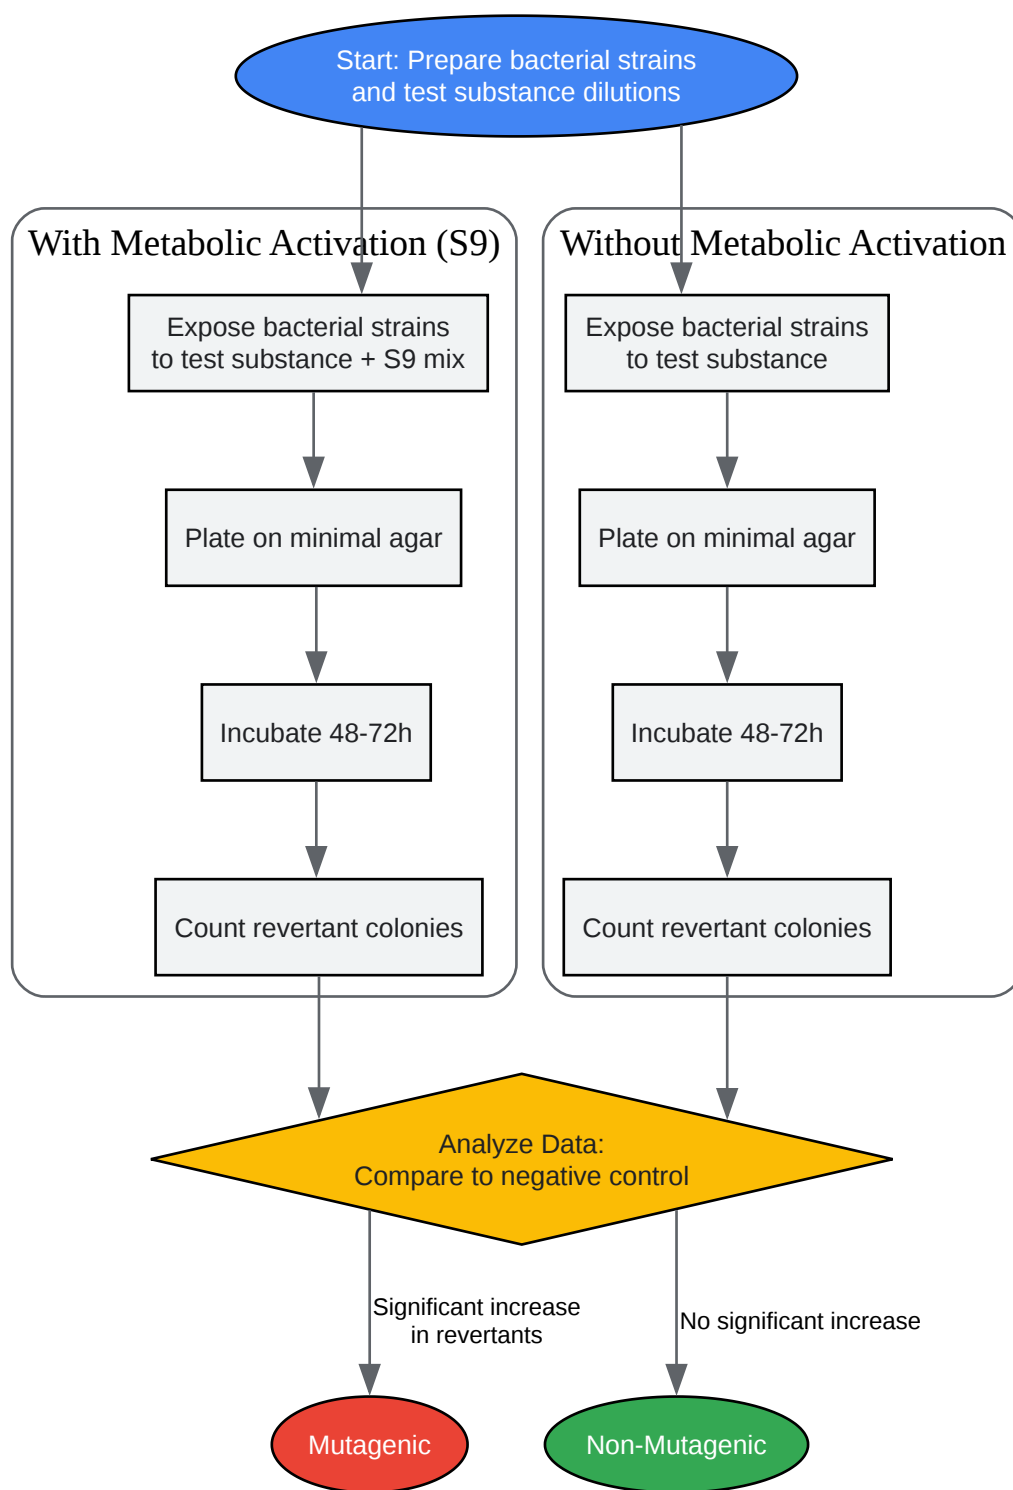 Start: Prepare bacterial strains
and test substance dilutions
With Metabolic Activation (S9)
Expose bacterial strains
to test substance + S9 mix
Plate on minimal agar
Incubate 48-72h
Count revertant colonies
Without Metabolic Activation
Expose bacterial strains
to test substance
Plate on minimal agar
Incubate 48-72h
Count revertant colonies
Analyze Data:
Compare to negative control
Significant increase
in revertants
No significant increase
Mutagenic
Non-Mutagenic